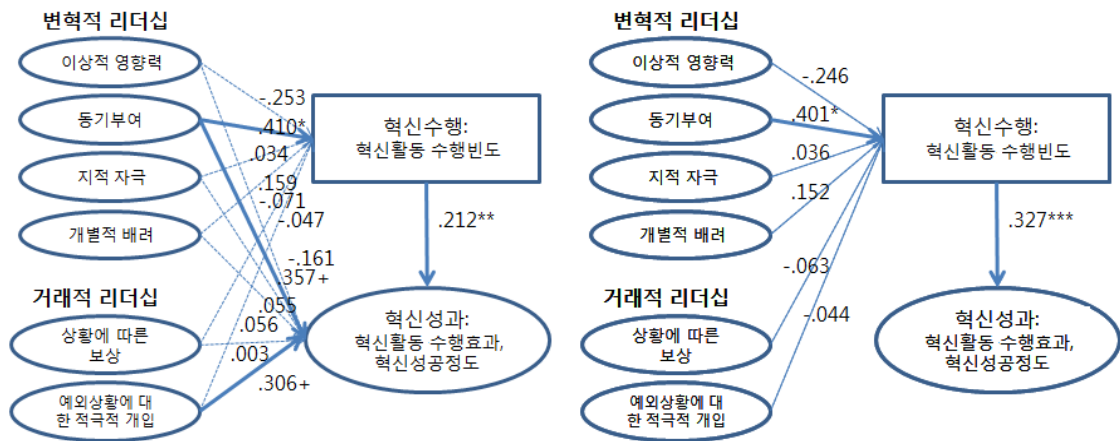 변혁적 리더십
이상적 영향력
동기부여
지적 자극
개별적 배려
거래적 리더십
상황에 따른
보상
예외상황에 대
한 적극적 개입
-.253
.410*
.034
.159
-.071
-.047
-.161
.357+
.055
.056
.003
.306+
혁신수행:
혁신활동 수행빈도
.212**
혁신성과:
혁신활동 수행효과,
혁신성공정도
변혁적 리더십
이상적 영향력
동기부여
지적 자극
개별적 배려
거래적 리더십
상황에 따른
보상
예외상황에 대
한 적극적 개입
-.246
.401*
.036
.152
-.063
-.044
혁신수행:
혁신활동 수행빈도
.327***
혁신성과:
혁신활동 수행효과,
혁신성공정도